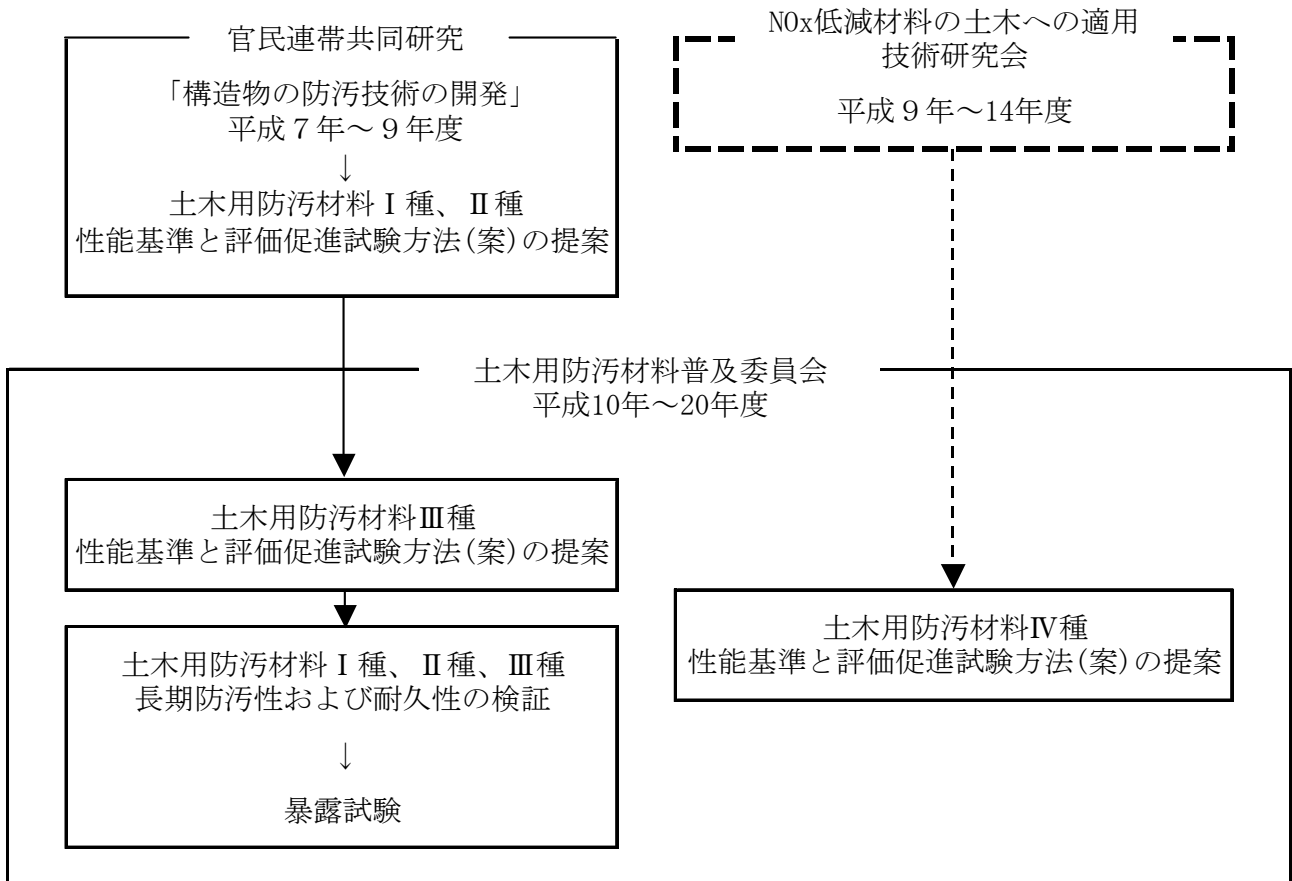 官民連帯共同研究
「構造物の防汚技術の開発」
平成７年～９年度
↓
土木用防汚材料Ⅰ種、Ⅱ種
性能基準と評価促進試験方法(案)の提案
NOx低減材料の土木への適用
技術研究会
平成９年～14年度
土木用防汚材料普及委員会
平成10年～20年度
土木用防汚材料Ⅲ種
性能基準と評価促進試験方法(案)の提案
土木用防汚材料Ⅰ種、Ⅱ種、Ⅲ種
長期防汚性および耐久性の検証
↓
暴露試験
土木用防汚材料Ⅳ種
性能基準と評価促進試験方法(案)の提案